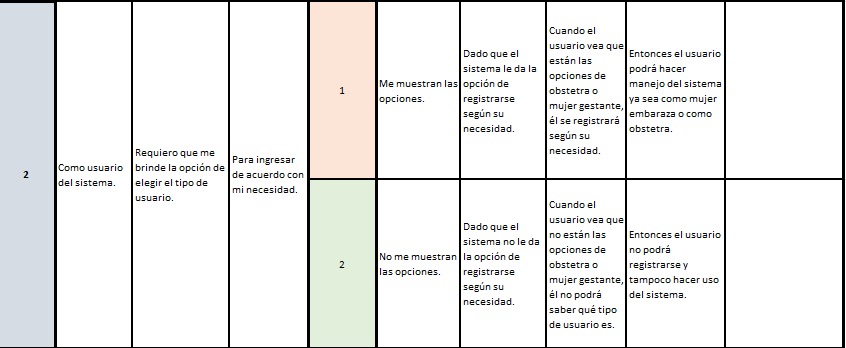 2
Como usuario
del sistema.
Requiero que me
brinde la opción de
elegir el tipo de
usuario.
Para ingresar
de acuerdo con
mi necesidad.
1
Me muestran las
opciones.
Dado que el
sistema le da la
opción de
registrarse
según su
necesidad.
Cuando el
usuario vea que
están las
opciones de
obstetra o
mujer gestante,
él se registrará
según su
necesidad.
Entonces el usuario
podrá hacer
manejo del sistema
ya sea como mujer
embaraza o como
obstetra.
2
No me muestran
las opciones.
Dado que el
sistema no le da
la opción de
registrarse
según su
necesidad.
Cuando el
usuario vea que
no están las
opciones de
obstetra o
mujer gestante,
él no podrá
saber qué tipo
de usuario es.
Entonces el usuario
no podrá
registrarse y
tampoco hacer uso
del sistema.